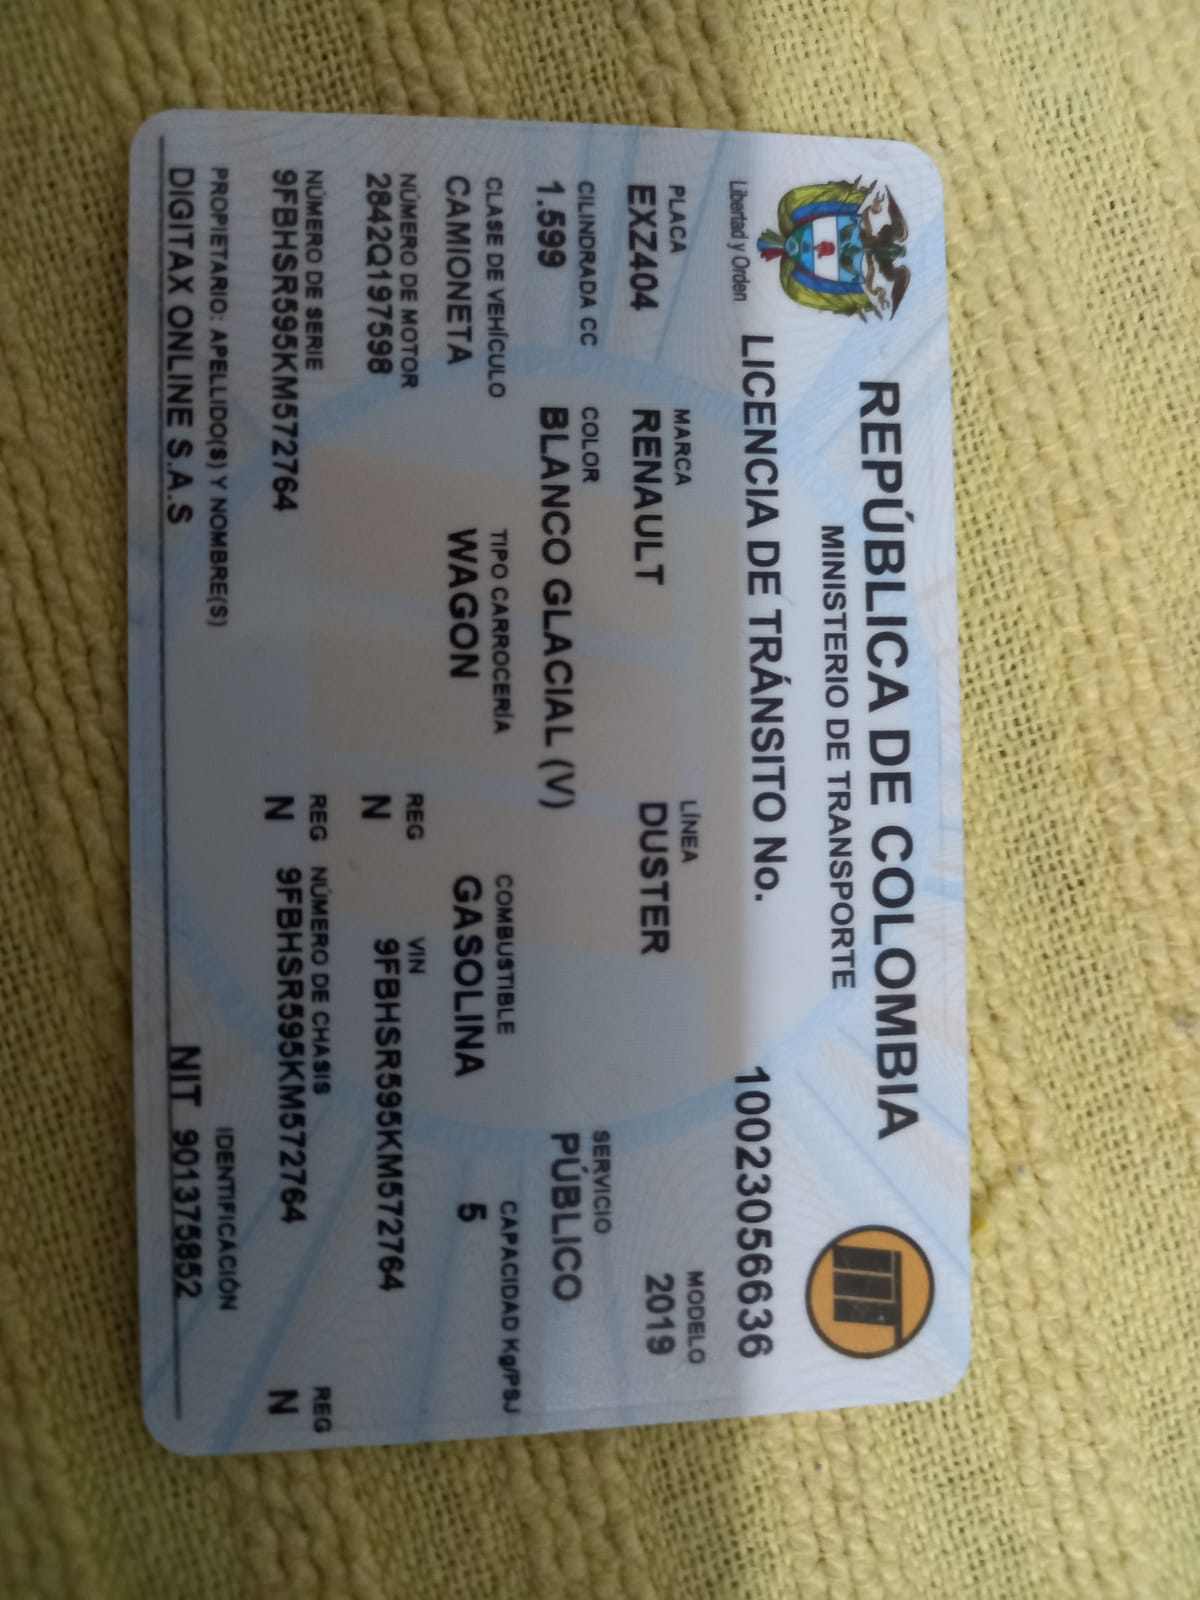 REPÚBLICA DE COLOMBIA
MINISTERIO DE TRANSPORTE
Libertad y Orden
LICENCIA DE TRÁNSITO No. 10023056636
PLACA MARCA LÍNEA MODELO
EXZ404 RENAULT DUSTER 2019
CILINDRADA CC COLOR SERVICIO
1.599 BLANCO GLACIAL (V) PÚBLICO
CLASE DE VEHÍCULO TIPO CARROCERÍA COMBUSTIBLE CAPACIDAD Kg/PSJ
CAMIONETA WAGON GASOLINA 5
NÚMERO DE MOTOR REG VIN
2842Q197598 N 9FBHSR595KM572764
NÚMERO DE SERIE REG NÚMERO DE CHASIS REG
9FBHSR595KM572764 N 9FBHSR595KM572764 N
PROPIETARIO: APELLIDO(S) Y NOMBRE(S) IDENTIFICACIÓN
DIGITAX ONLINE S.A.S NIT 901375852